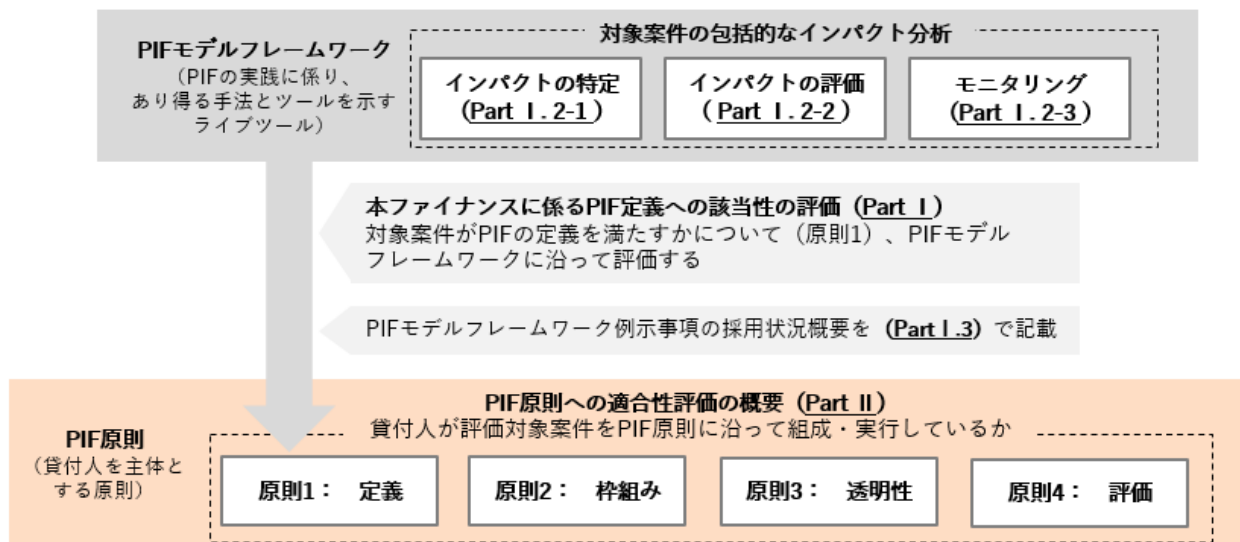 対象案件の包括的なインパクト分析
PIFモデルフレームワーク
（PIFの実践に係り、
あり得る手法とツールを示す
ライブツール）
インパクトの特定
(Part Ⅰ. 2-1)
インパクトの評価
(Part Ⅰ. 2-2)
モニタリング
(Part Ⅰ. 2-3)
本ファイナンスに係るPIF定義への該当性の評価（Part Ⅰ）
対象案件がPIFの定義を満たすかについて（原則1）、PIFモデル
フレームワークに沿って評価する
PIFモデルフレームワーク例示事項の採用状況概要を（PartⅠ.3）で記載
PIF原則への適合性評価の概要（Part Ⅱ）
貸付人が評価対象案件をPIF原則に沿って組成・実行しているか
PIF原則
（貸付人を主体と
する原則）
原則1：　定義
原則2：　枠組み
原則3：　透明性
原則4：　評価